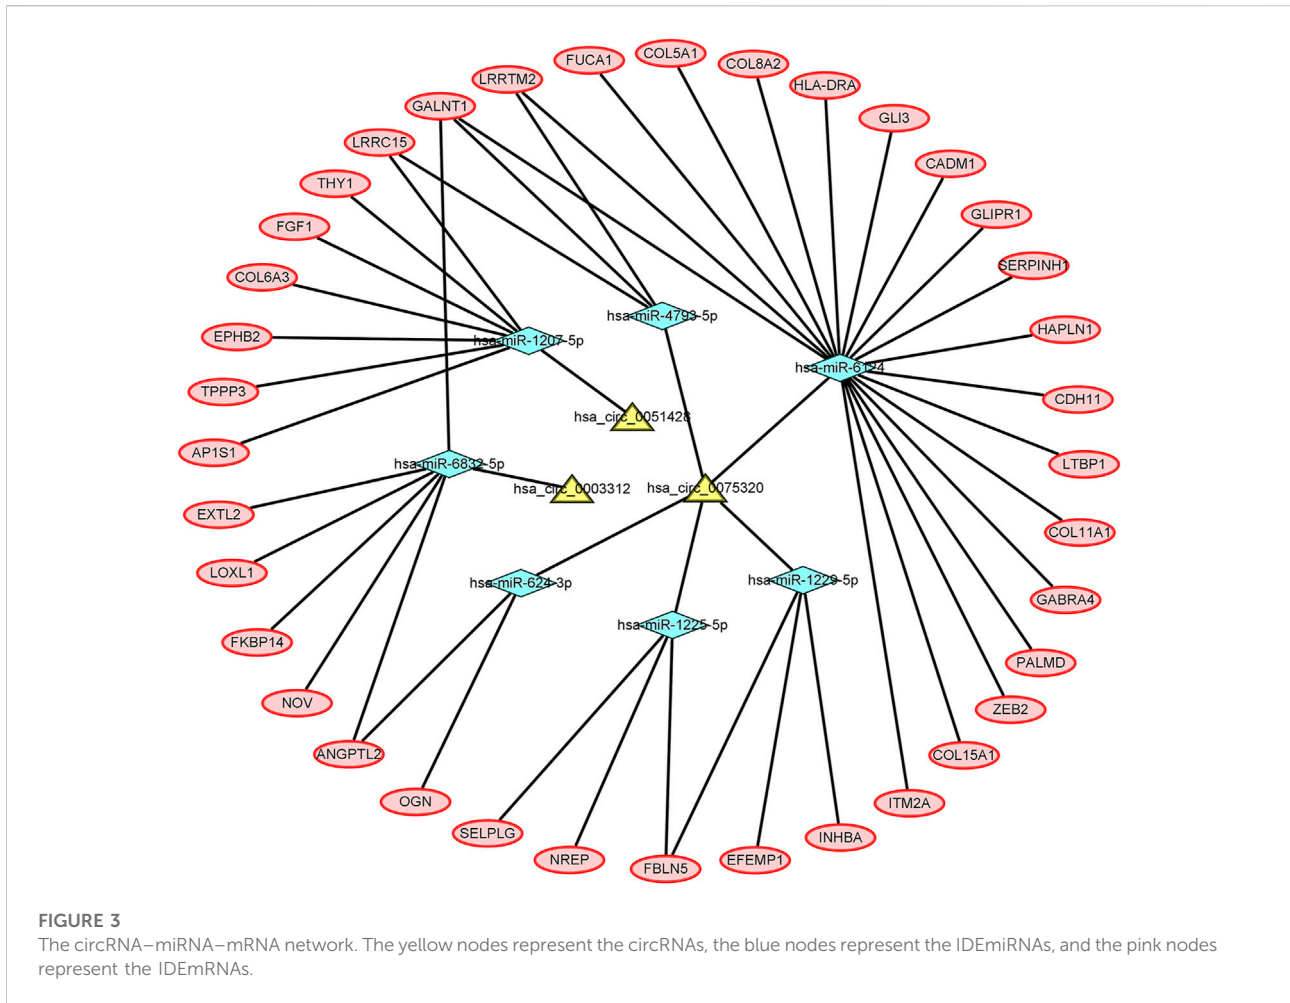 COL5A1
FUCA1
COL8A2
LRRTM2
HLA-DRA
GALNT1
GLI3
LRRC15
CADM1
THY1
GLIPR1
FGF1
SERPINH1
COL6A3
hsa-miR-4793-5p
HAPLN1
EPHB2
hsa-miR-1207-5p
hsa-miR-6124
TPPP3
CDH11
hsa_circ_0051428
AP1S1
hsa-miR-6832-5p
LTBP1
hsa_circ_0003312
hsa_circ_0075320
EXTL2
COL11A1
LOXL1
hsa-miR-624-3p
hsa-miR-1229-5p
GABRA4
hsa-miR-1225-5p
FKBP14
PALMD
NOV
ZEB2
ANGPTL2
COL15A1
OGN
ITM2A
SELPLG
INHBA
NREP
EFEMP1
FBLN5
FIGURE 3
The circRNA–miRNA–mRNA network. The yellow nodes represent the circRNAs, the blue nodes represent the IDEmiRNAs, and the pink nodes
represent the IDEmRNAs.